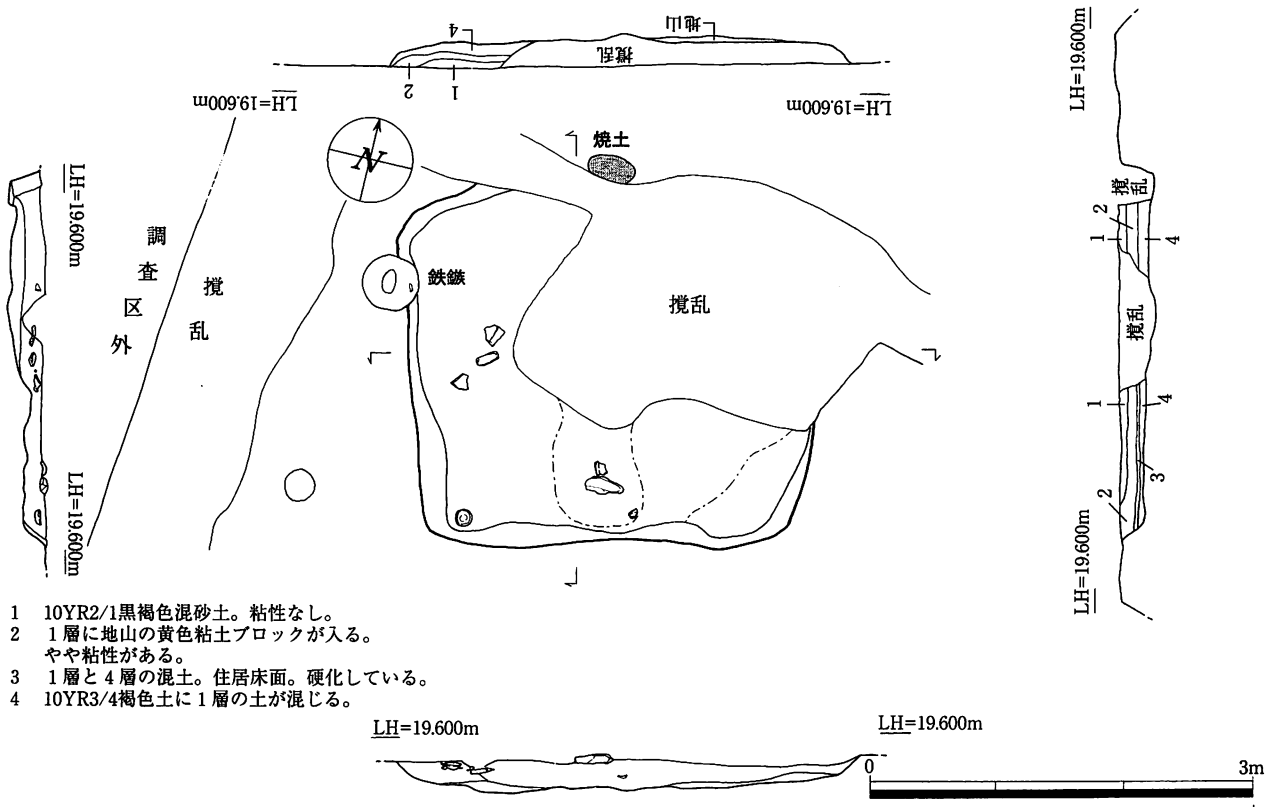 4
地山
撹乱
2
1
LH=19.600m
LH=19.600m
LH=19.600m
N
焼土
LH=19.600m
調査区外
撹乱
鉄鏃
撹乱
撹乱
2
1
4
撹乱
1
4
2
3
LH=19.600m
LH=19.600m
1 10YR2/1黒褐色混砂土。粘性なし。
2 1層に地山の黄色粘土ブロックが入る。
やや粘性がある。
3 1層と4層の混土。住居床面。硬化している。
4 10YR3/4褐色土に1層の土が混じる。
LH=19.600m
LH=19.600m
0
3m